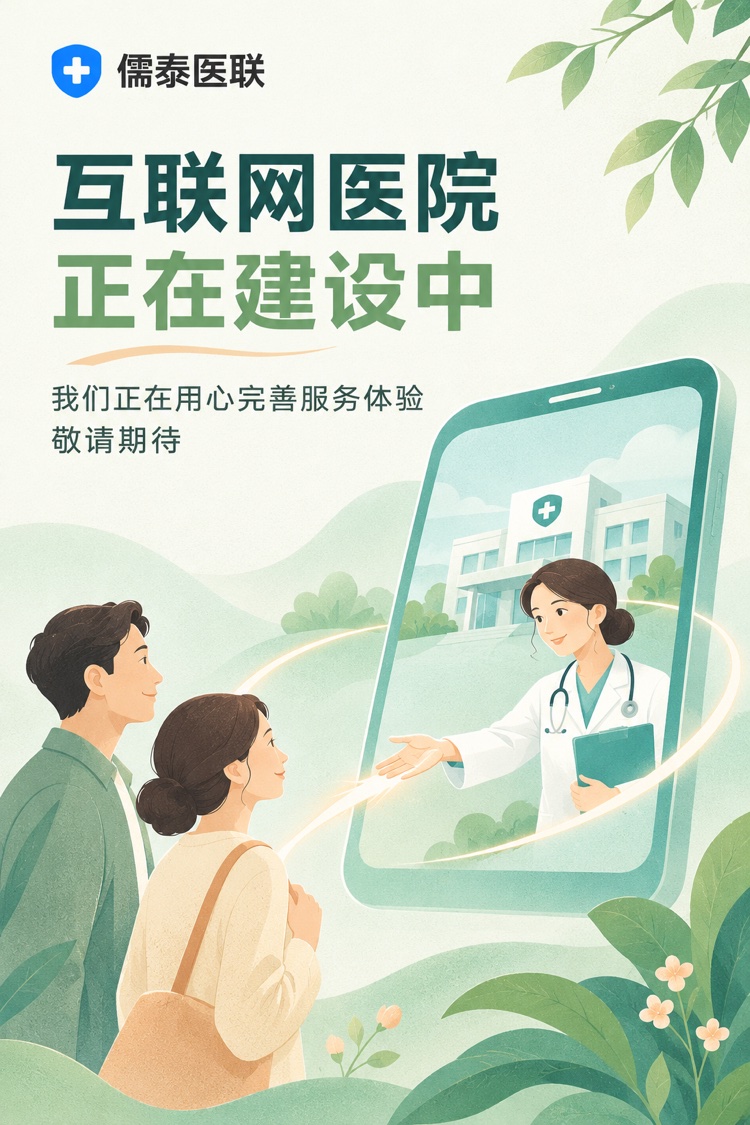 儒泰医联
互联网医院
正在建设中
我们正在用心完善服务体验
敬请期待